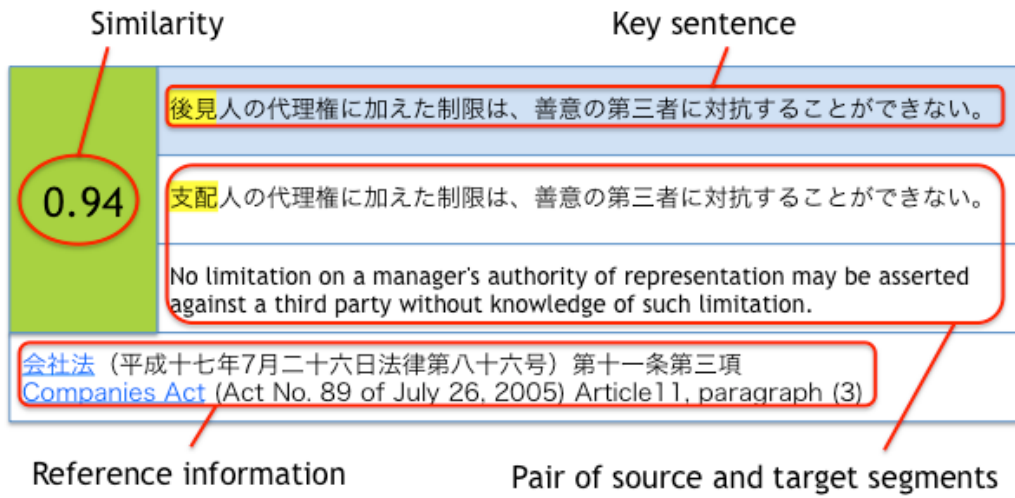 Similarity
Key sentence
後見人の代理権に加えた制限は、善意の第三者に対抗することができない。
0.94
支配人の代理権に加えた制限は、善意の第三者に対抗することができない。
No limitation on a manager's authority of representation may be asserted
against a third party without knowledge of such limitation.
会社法（平成十七年7月二十六日法律第八十六号）第十一条第三項
Companies Act (Act No. 89 of July 26, 2005) Article11, paragraph (3)
Reference information
Pair of source and target segments